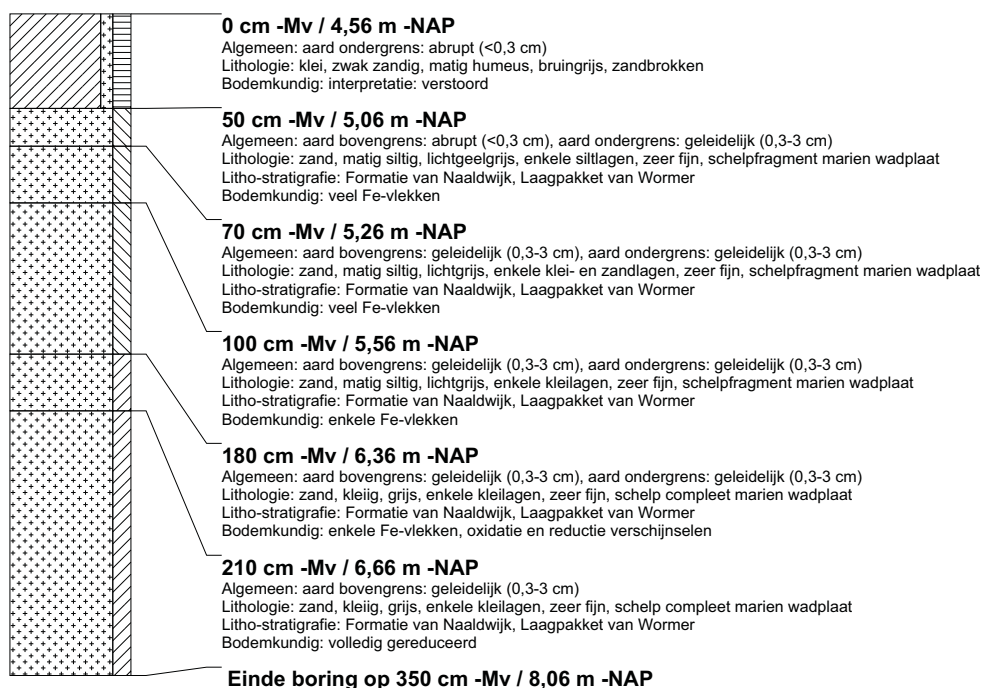 0 cm -Mv / 4,56 m -NAP
Algemeen: aard ondergrens: abrupt (<0,3 cm)
Lithologie: klei, zwak zandig, matig humeus, bruingrijs, zandbrokken
Bodemkundig: interpretatie: verstoord
50 cm -Mv / 5,06 m -NAP
Algemeen: aard bovengrens: abrupt (<0,3 cm), aard ondergrens: geleidelijk (0,3-3 cm)
Lithologie: zand, matig siltig, lichtgeelgrijs, enkele siltlagen, zeer fijn, schelpfragment marien wadplaat
Litho-stratigrafie: Formatie van Naaldwijk, Laagpakket van Wormer
Bodemkundig: veel Fe-vlekken
70 cm -Mv / 5,26 m -NAP
Algemeen: aard bovengrens: geleidelijk (0,3-3 cm), aard ondergrens: geleidelijk (0,3-3 cm)
Lithologie: zand, matig siltig, lichtgrijs, enkele klei- en zandlagen, zeer fijn, schelpfragment marien wadplaat
Litho-stratigrafie: Formatie van Naaldwijk, Laagpakket van Wormer
Bodemkundig: veel Fe-vlekken
100 cm -Mv / 5,56 m -NAP
Algemeen: aard bovengrens: geleidelijk (0,3-3 cm), aard ondergrens: geleidelijk (0,3-3 cm)
Lithologie: zand, matig siltig, lichtgrijs, enkele kleilagen, zeer fijn, schelpfragment marien wadplaat
Litho-stratigrafie: Formatie van Naaldwijk, Laagpakket van Wormer
Bodemkundig: enkele Fe-vlekken
180 cm -Mv / 6,36 m -NAP
Algemeen: aard bovengrens: geleidelijk (0,3-3 cm), aard ondergrens: geleidelijk (0,3-3 cm)
Lithologie: zand, kleiig, grijs, enkele kleilagen, zeer fijn, schelp compleet marien wadplaat
Litho-stratigrafie: Formatie van Naaldwijk, Laagpakket van Wormer
Bodemkundig: enkele Fe-vlekken, oxidatie en reductie verschijnselen
210 cm -Mv / 6,66 m -NAP
Algemeen: aard bovengrens: geleidelijk (0,3-3 cm)
Lithologie: zand, kleiig, grijs, enkele kleilagen, zeer fijn, schelp compleet marien wadplaat
Litho-stratigrafie: Formatie van Naaldwijk, Laagpakket van Wormer
Bodemkundig: volledig gereduceerd
Einde boring op 350 cm -Mv / 8,06 m -NAP